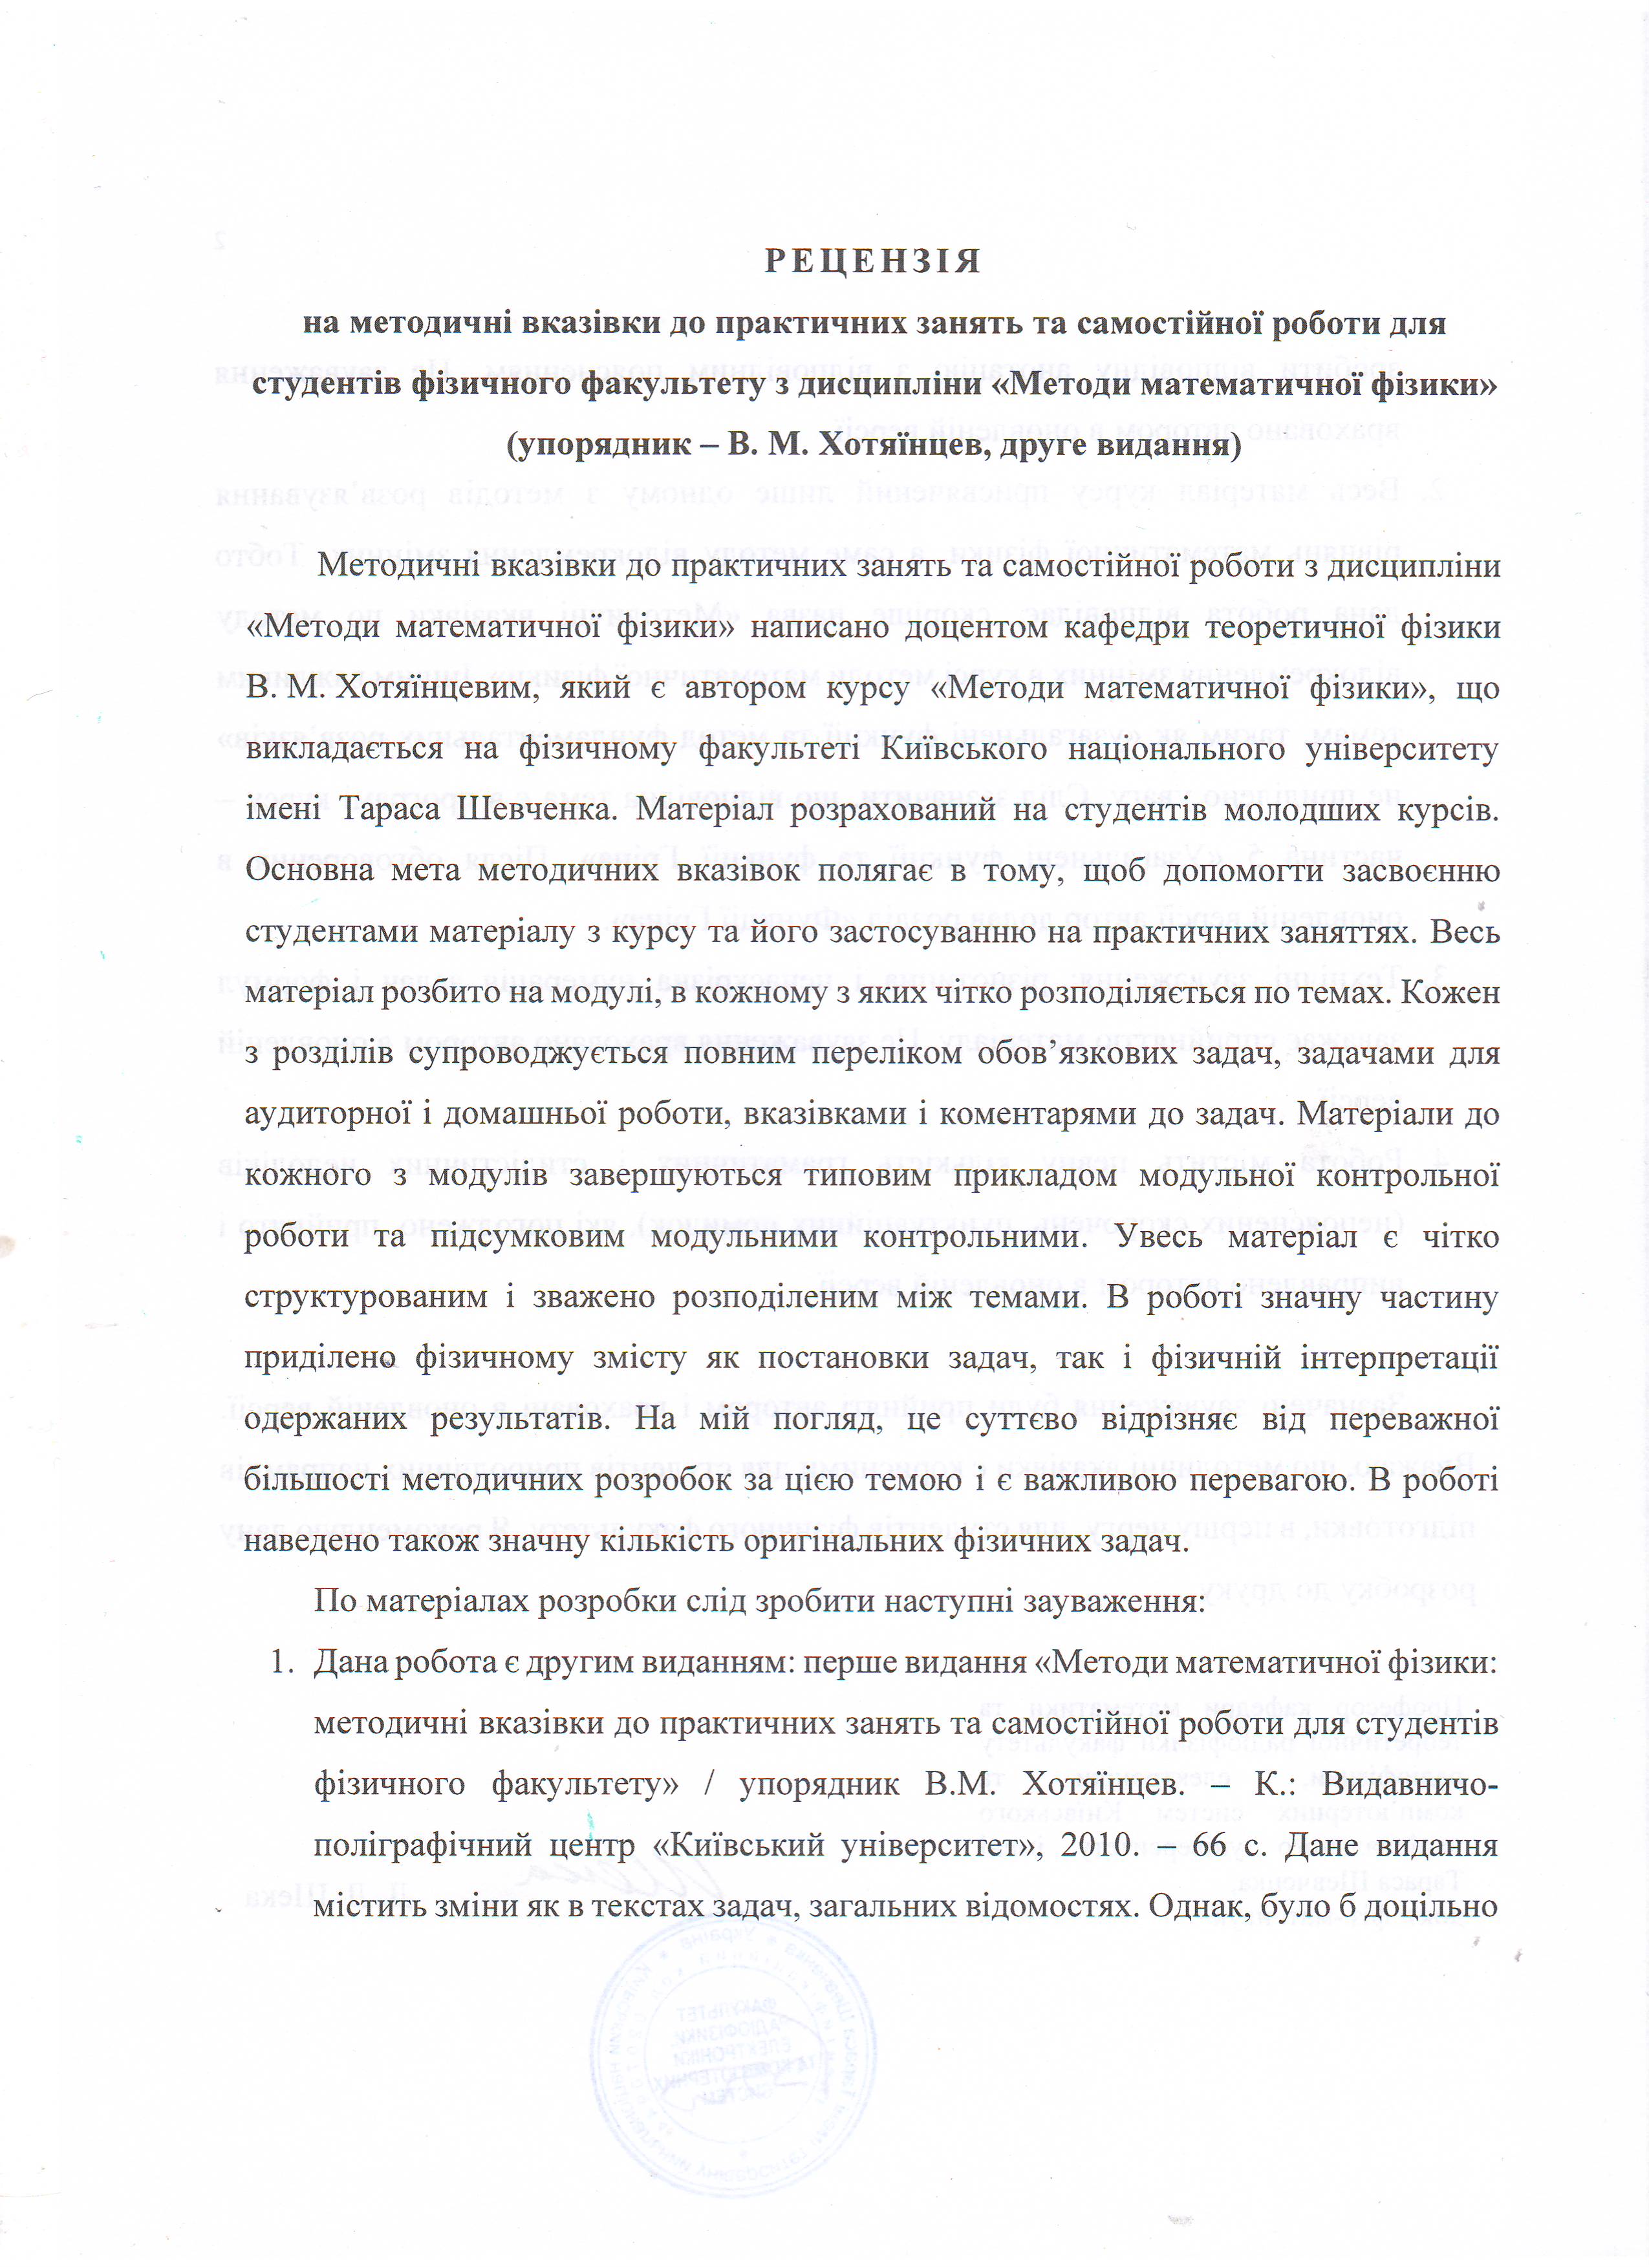 РЕЦЕНЗІЯ
на методичні вказівки до практичних занять та самостійної роботи для
студентів фізичного факультету з дисципліни «Методи математичної фізики»
(упорядник – В. М. Хотяїнцев, друге видання)
Методичні вказівки до практичних занять та самостійної роботи з дисципліни
«Методи математичної фізики» написано доцентом кафедри теоретичної фізики
В. М. Хотяїнцевим, який є автором курсу «Методи математичної фізики», що
викладається на фізичному факультеті Київського національного університету
імені Тараса Шевченка. Матеріал розрахований на студентів молодших курсів.
Основна мета методичних вказівок полягає в тому, щоб допомогти засвоєнню
студентами матеріалу з курсу та його застосуванню на практичних заняттях. Весь
матеріал розбито на модулі, в кожному з яких чітко розподіляється по темах. Кожен
з розділів супроводжується повним переліком обов’язкових задач, задачами для
аудиторної і домашньої роботи, вказівками і коментарями до задач. Матеріали до
кожного з модулів завершуються типовим прикладом модульної контрольної
роботи та підсумковим модульними контрольними. Увесь матеріал є чітко
структурованим і зважено розподіленим між темами. В роботі значну частину
приділено фізичному змісту як постановки задач, так і фізичній інтерпретації
одержаних результатів. На мій погляд, це суттєво відрізняє від переважної
більшості методичних розробок за цією темою і є важливою перевагою. В роботі
наведено також значну кількість оригінальних фізичних задач.
По матеріалах розробки слід зробити наступні зауваження:
1. Дана робота є другим виданням: перше видання «Методи математичної фізики:
методичні вказівки до практичних занять та самостійної роботи для студентів
фізичного факультету» / упорядник В.М. Хотяїнцев. – К.: Видавничо-
поліграфічний центр «Київський університет», 2010. – 66 с. Дане видання
містить зміни як в текстах задач, загальних відомостях. Однак, було б доцільно